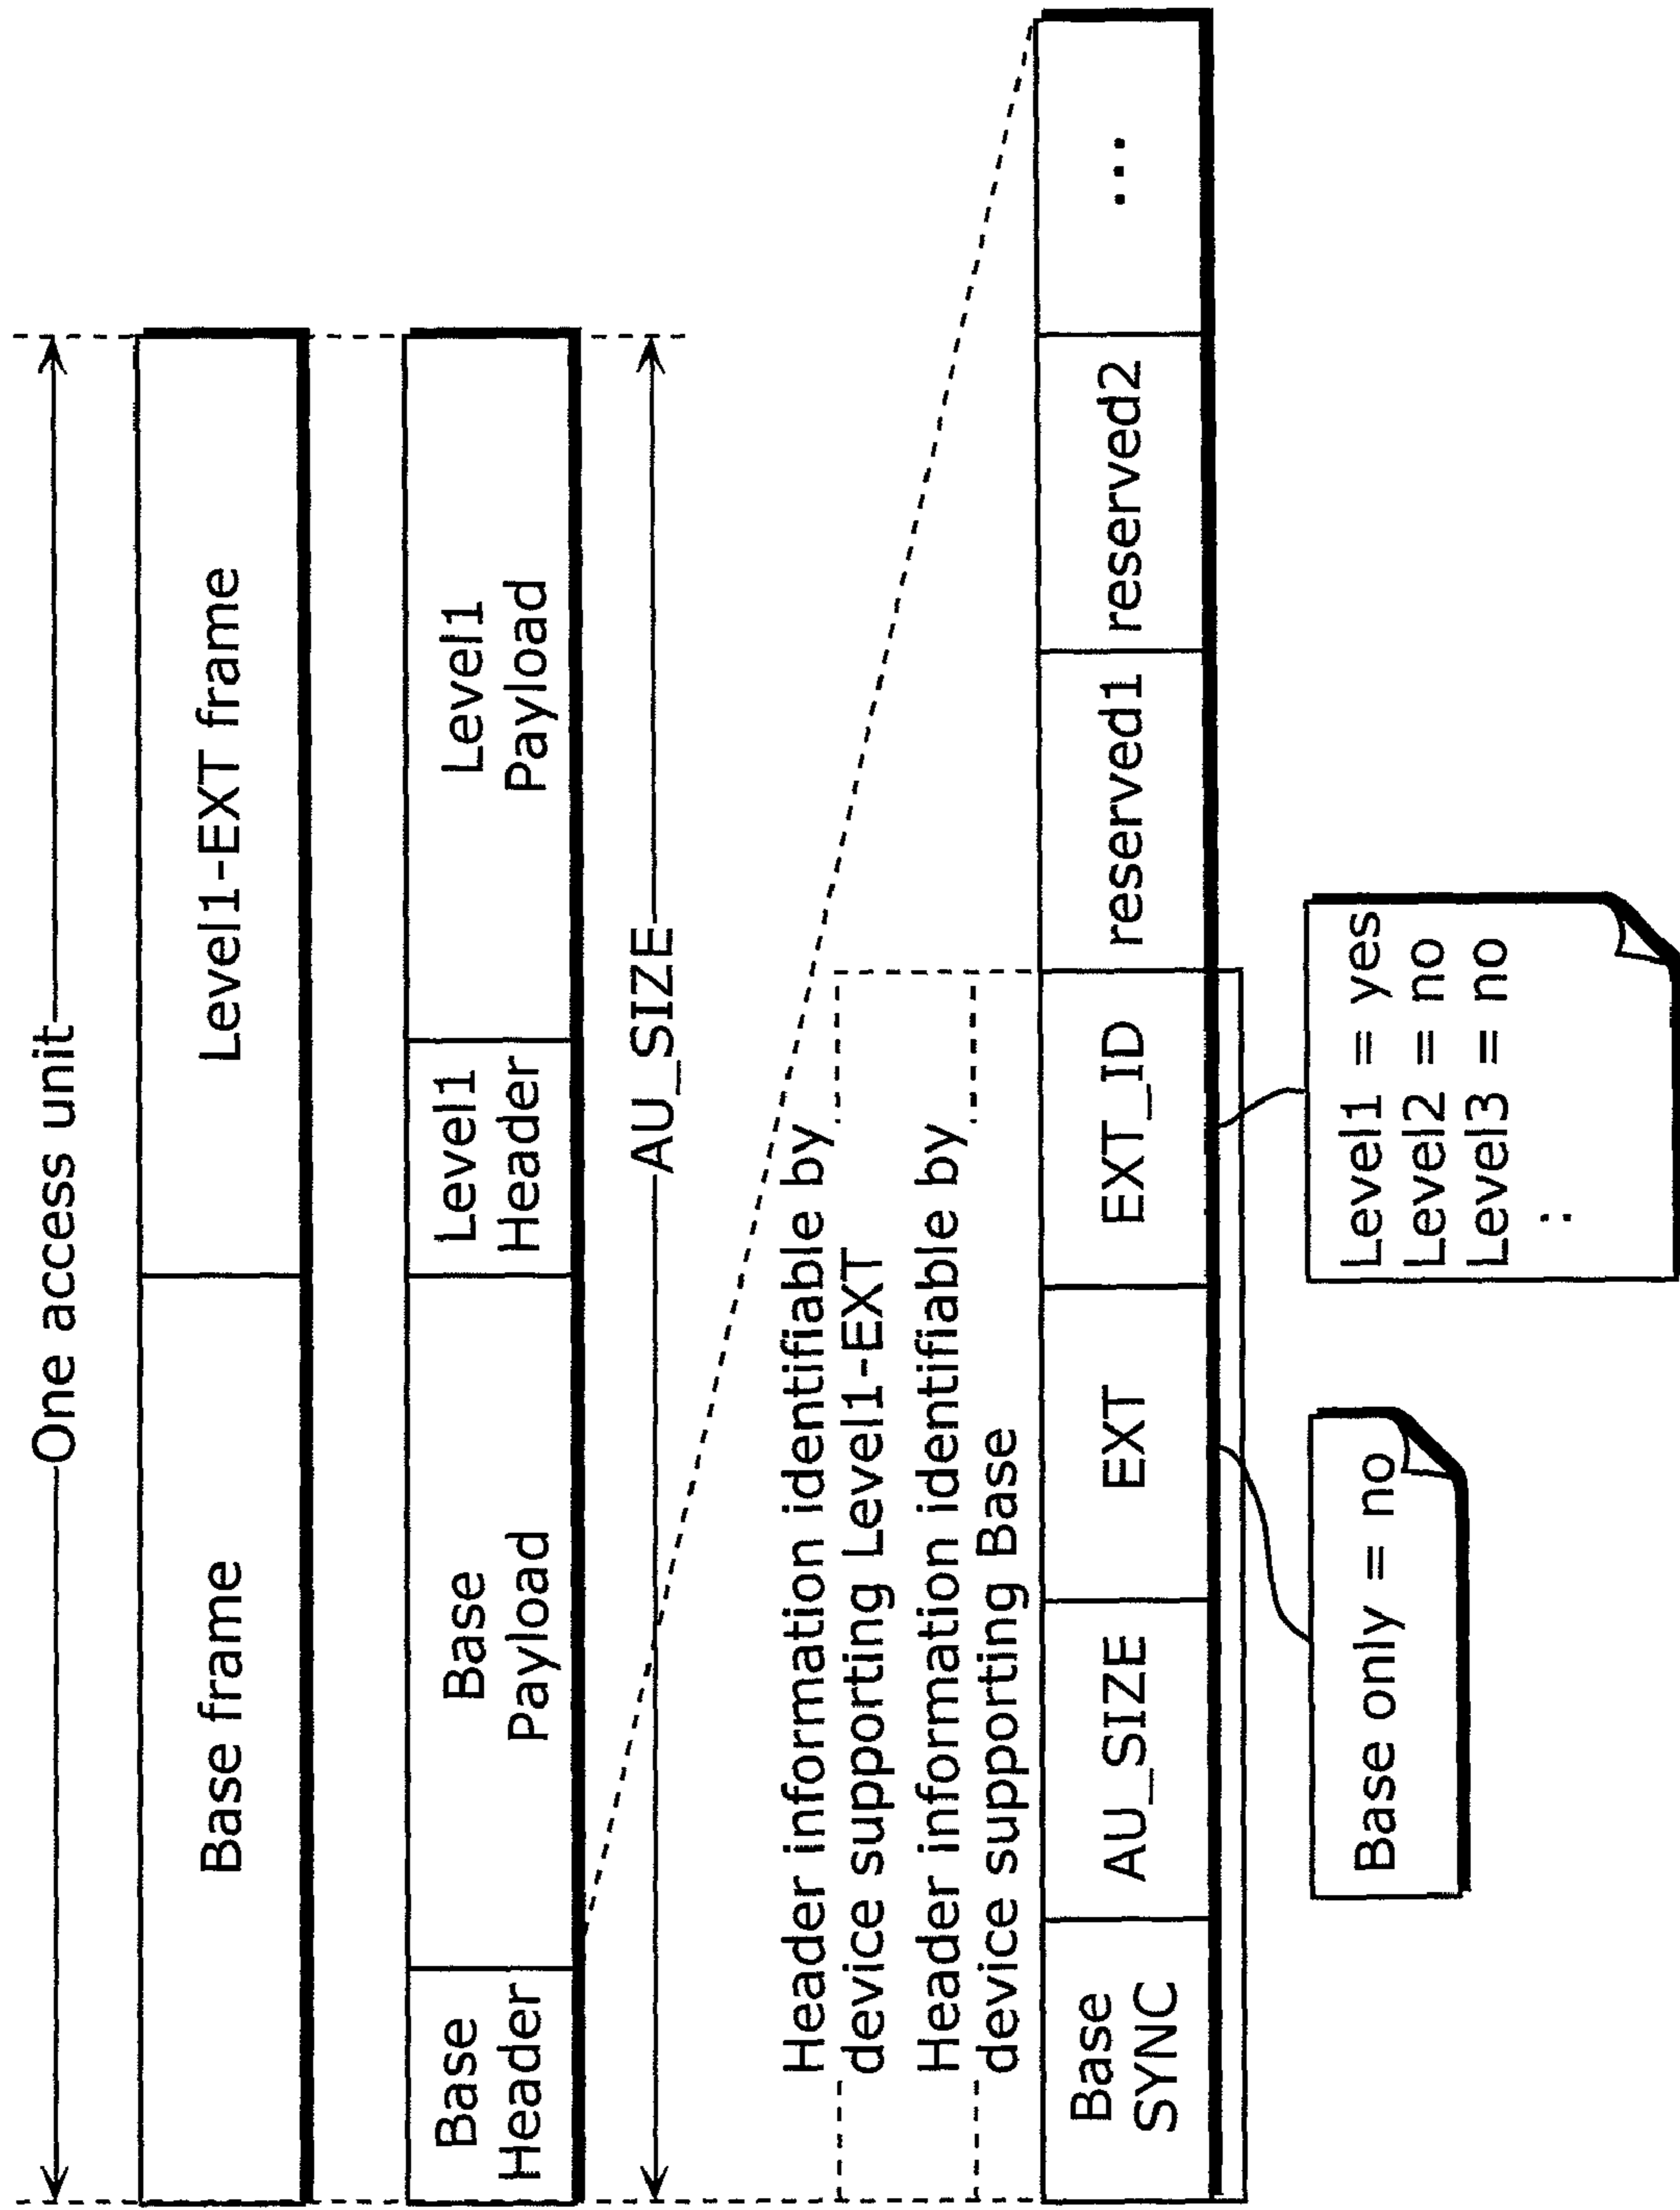 One access unit
Base frame
Level1-EXT frame
Base
Header
Base
Payload
Level1
Header
Level1
Payload
AU_SIZE
Header information identifiable by
device supporting Level1-EXT
Header information identifiable by
device supporting Base
Base
SYNC
AU_SIZE
EXT
EXT_ID
reserved1
reserved2
...
Base only = no
Level1 = yes
Level2 = no
Level3 = no
: